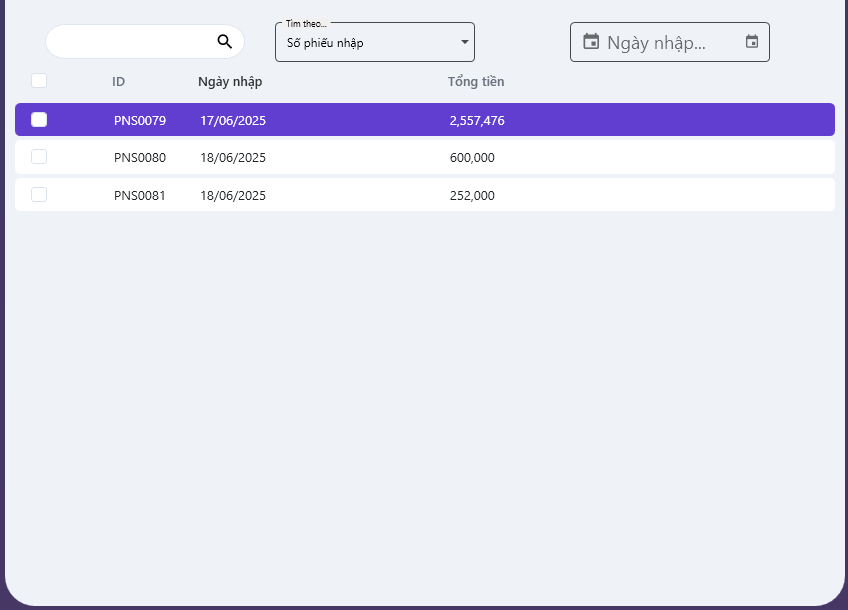 Tìm theo...
Số phiếu nhập
Ngày nhập...
ID Ngày nhập Tổng tiền
PNS0079 17/06/2025 2,557,476
PNS0080 18/06/2025 600,000
PNS0081 18/06/2025 252,000